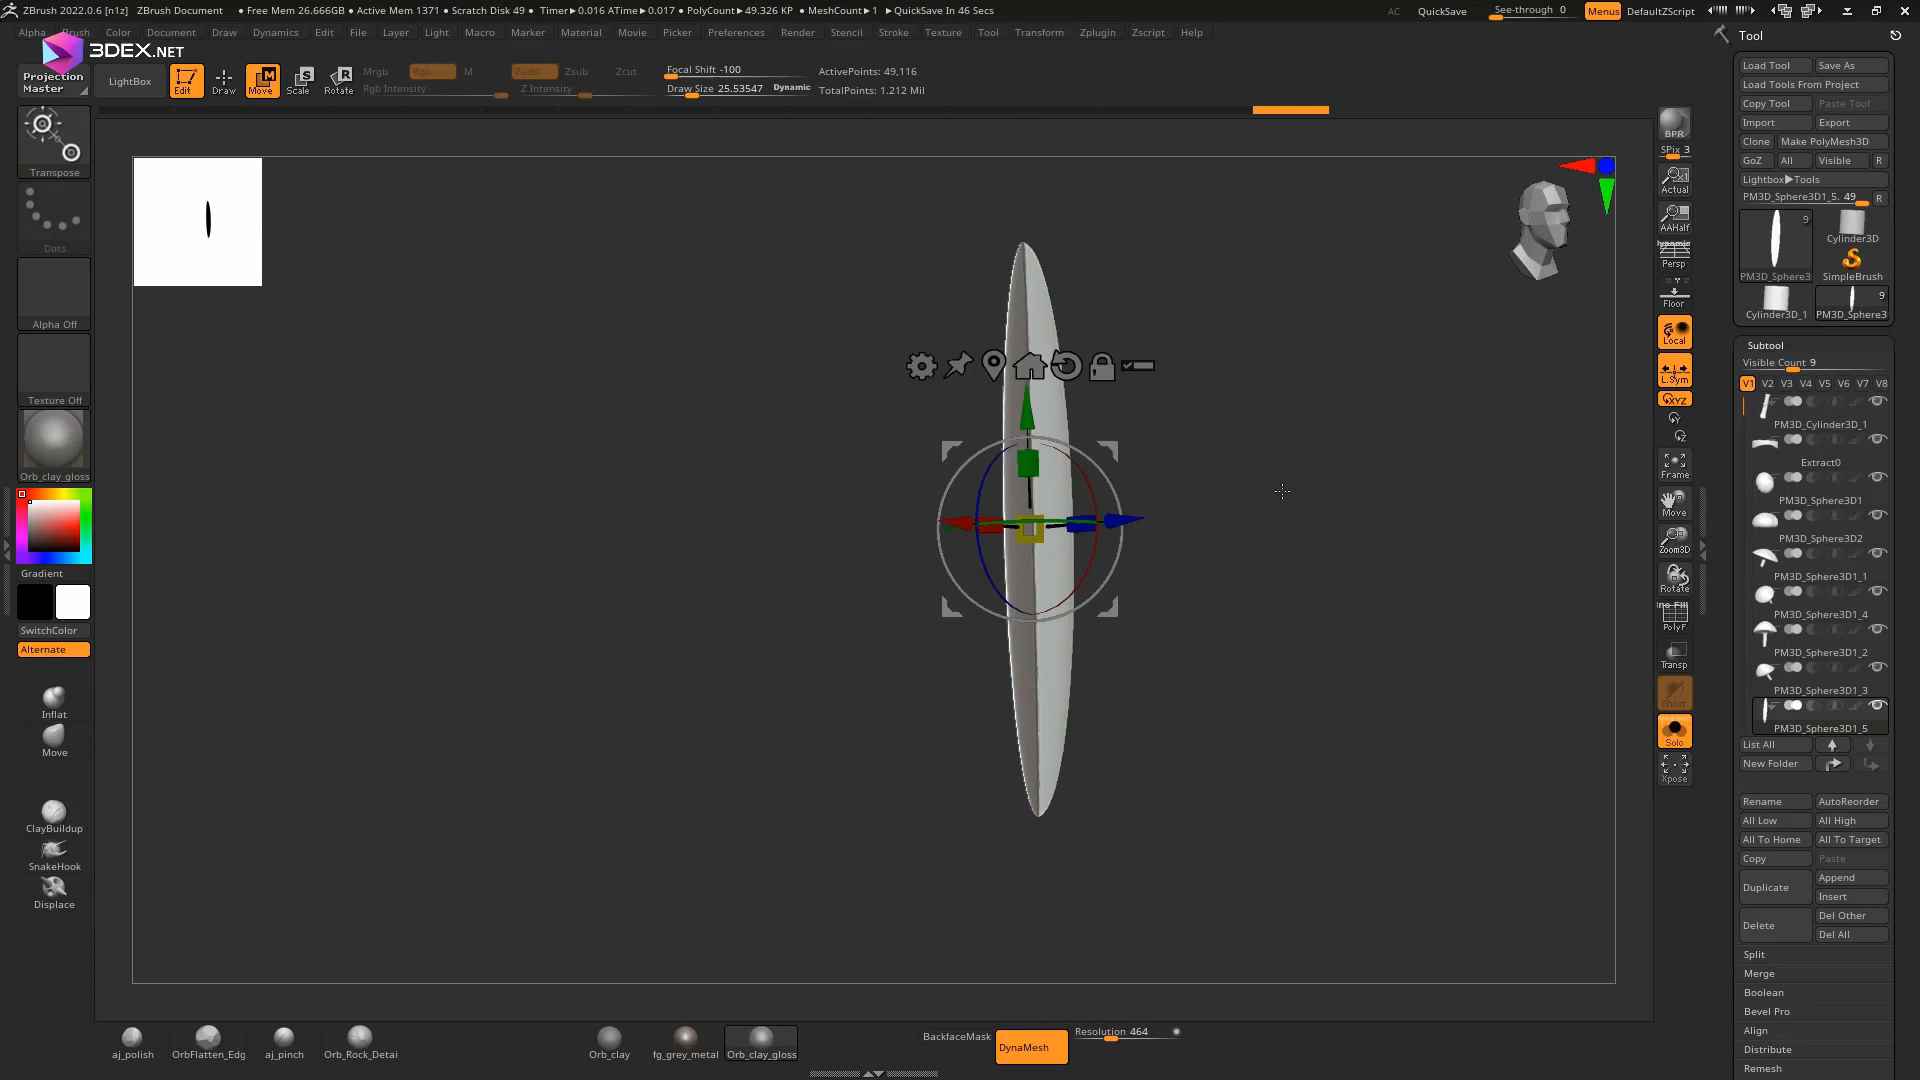 ZBrush 2022.0.6 [n1z] ZBrush Document • Free Mem 26.666GB • Active Mem 1371 • Scratch Disk 49 • Timer▶0.016 ATime▶0.017 • PolyCount▶49.326 KP • MeshCount▶1 ▶QuickSave In 46 Secs AC QuickSave See-through 0 Menus DefaultZScript
Alpha Brush Color Document Draw Dynamics Edit File Layer Light Macro Marker Material Movie Picker Preferences Render Stencil Stroke Texture Tool Transform Zplugin Zscript Help
3DEX.NET
Projection Master
LightBox
Edit
Draw
Move
Scale
Rotate
Mrgb Rgb M
Rgb Intensity
Zadd Zsub Zcut
Z Intensity
Focal Shift -100
Draw Size 25.53547 Dynamic
ActivePoints: 49,116
TotalPoints: 1.212 Mil
Transpose
Dots
Alpha Off
Texture Off
Orb_clay_gloss
Gradient
SwitchColor
Alternate
Inflat
Move
ClayBuildup
SnakeHook
Displace
BPR
SPix 3
Actual
AAHalf
Dynamic
Persp
Floor
Local
L.Sym
XYZ
Frame
Move
Zoom3D
Rotate
PolyF
Transp
Ghost
Solo
Xpose
Tool
Load Tool Save As
Load Tools From Project
Copy Tool Paste Tool
Import Export
Clone Make PolyMesh3D
GoZ All Visible R
Lightbox▶Tools
PM3D_Sphere3D1_5. 49 R
9
PM3D_Sphere3
Cylinder3D
SimpleBrush
Cylinder3D_1
9
PM3D_Sphere3
Subtool
Visible Count 9
V1 V2 V3 V4 V5 V6 V7 V8
PM3D_Cylinder3D_1
Extract0
PM3D_Sphere3D1
PM3D_Sphere3D2
PM3D_Sphere3D1_1
PM3D_Sphere3D1_4
PM3D_Sphere3D1_2
PM3D_Sphere3D1_3
PM3D_Sphere3D1_5
List All
New Folder
Rename AutoReorder
All Low All High
All To Home All To Target
Copy Paste
Duplicate Append
Insert
Delete Del Other
Del All
Split
Merge
Boolean
Bevel Pro
Align
Distribute
Remesh
aj_polish
OrbFlatten_Edg
aj_pinch
Orb_Rock_Detai
Orb_clay
fg_grey_metal
Orb_clay_gloss
BackfaceMask
DynaMesh
Resolution 464